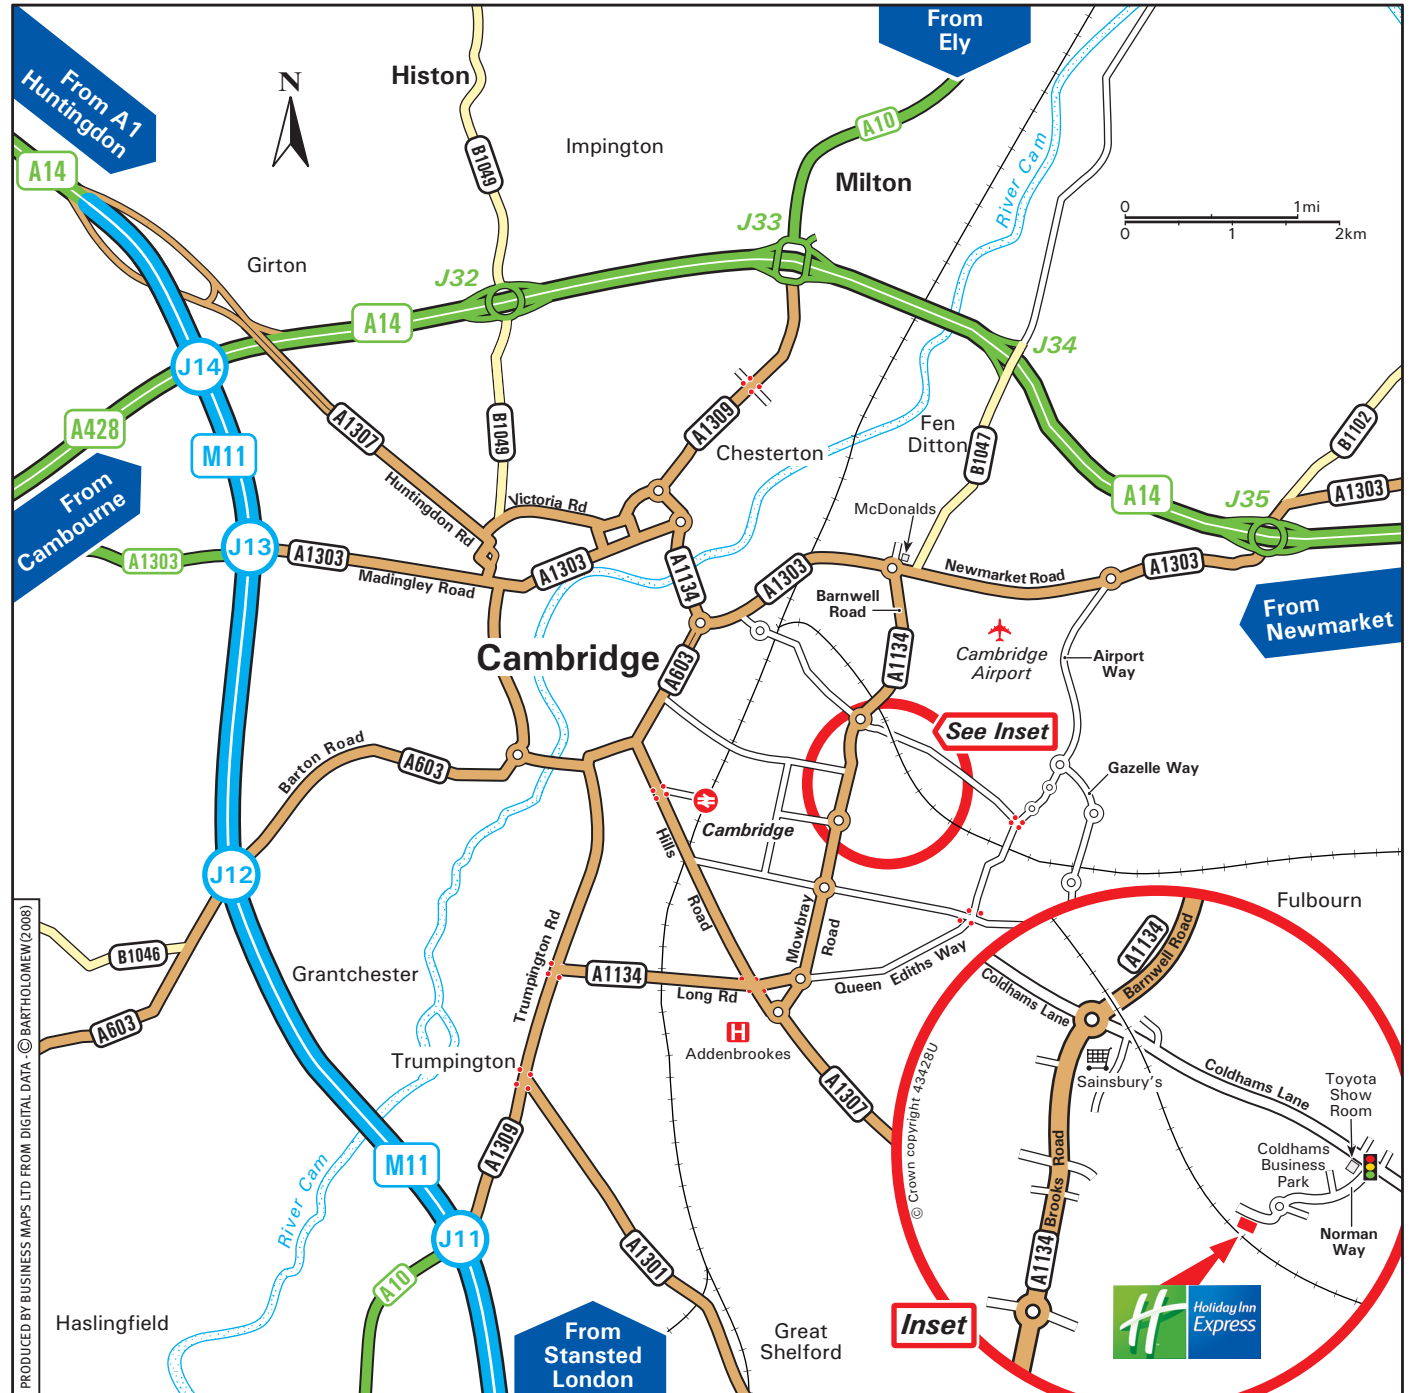 From
Ely
From A1
Huntingdon
N
Histon
Impington
A10
Milton
River Cam
A14
B1049
J33
0 1mi
0 1 2km
Girton
J32
A14
J34
J14
A428
M11
A1307
B1049
A1309
Chesterton
Fen
Ditton
B1047
B1102
A1303
A14
J35
From
Cambourne
Huntingdon Rd
Victoria Rd
McDonalds
A1303
J13
A1303
Madingley Road
A1303
A1134
A1303
Newmarket Road
A1303
Barnwell
Road
From
Newmarket
Cambridge
A603
A1134
Cambridge
Airport
Airport
Way
See Inset
Barton Road
A603
Gazelle Way
Cambridge
Hills
Road
J12
Fulbourn
Mowbray
Road
B1046
Grantchester
Trumpington Rd
A1134
Long Rd
Queen Ediths Way
A603
Addenbrookes
Trumpington
A1307
A1309
M11
River Cam
J11
A10
A1301
Haslingfield
From
Stansted
London
Great
Shelford
A1134
Barnwell Road
Coldhams Lane
Sainsbury's
Coldhams Lane
Toyota
Show
Room
Coldhams
Business
Park
Norman
Way
Brooks Road
A1134
Inset
Holiday Inn
Express
© Crown copyright 43428U
PRODUCED BY BUSINESS MAPS LTD FROM DIGITAL DATA - © BARTHOLOMEW(2008)